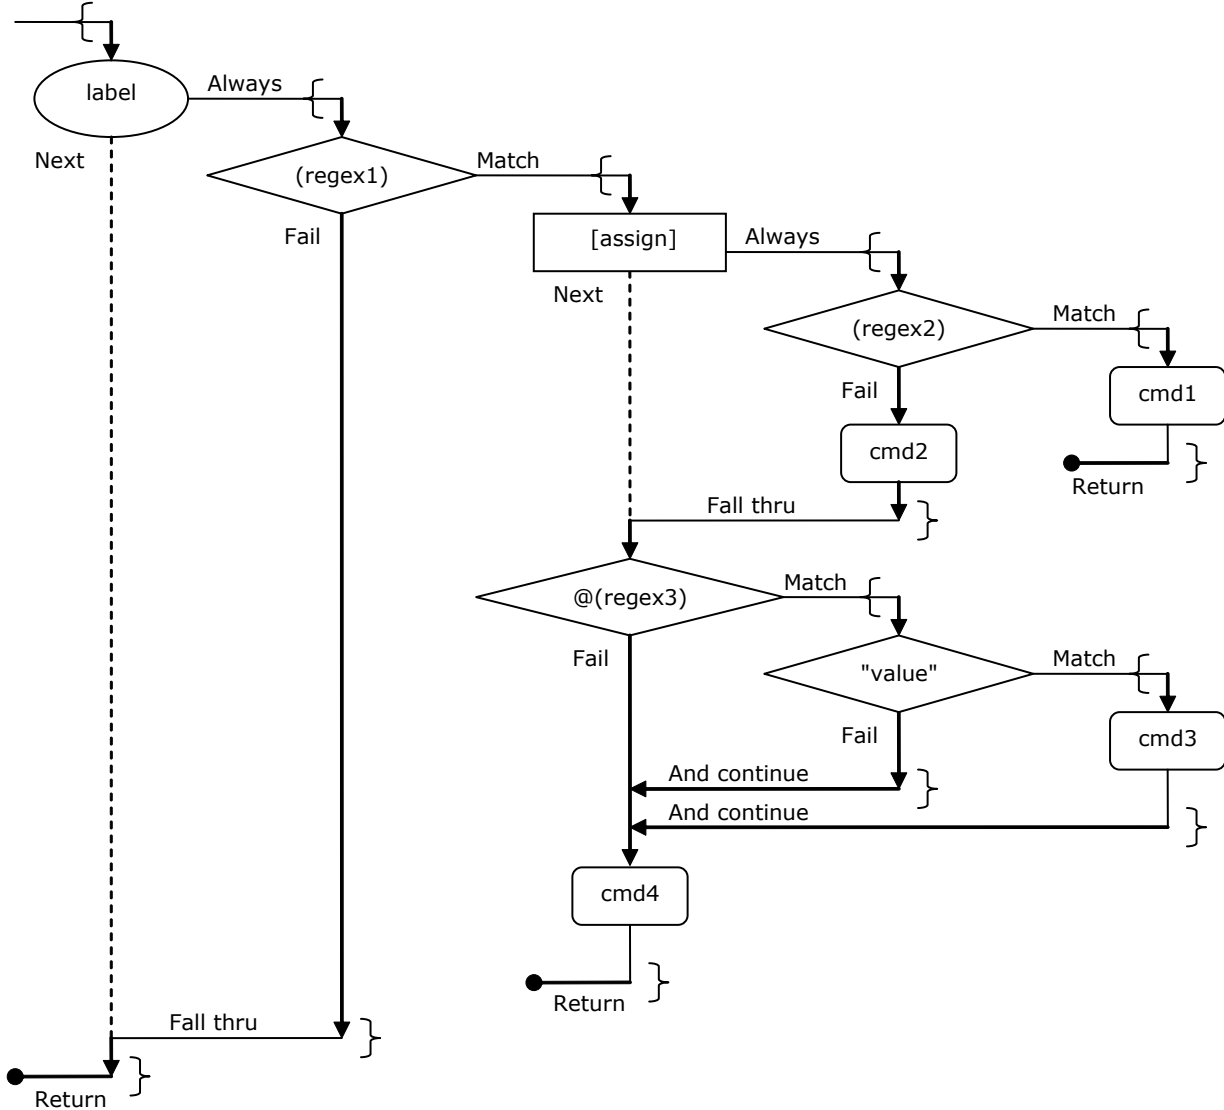 label
Always
Next
(regex1)
Match
Fail
[assign]
Always
Next
(regex2)
Match
Fail
cmd1
cmd2
Return
Fall thru
@(regex3)
Match
Fail
"value"
Match
Fail
cmd3
And continue
And continue
cmd4
Return
Fall thru
Return
{
{
{
{
{
{
{
}
}
}
}
}
}
}